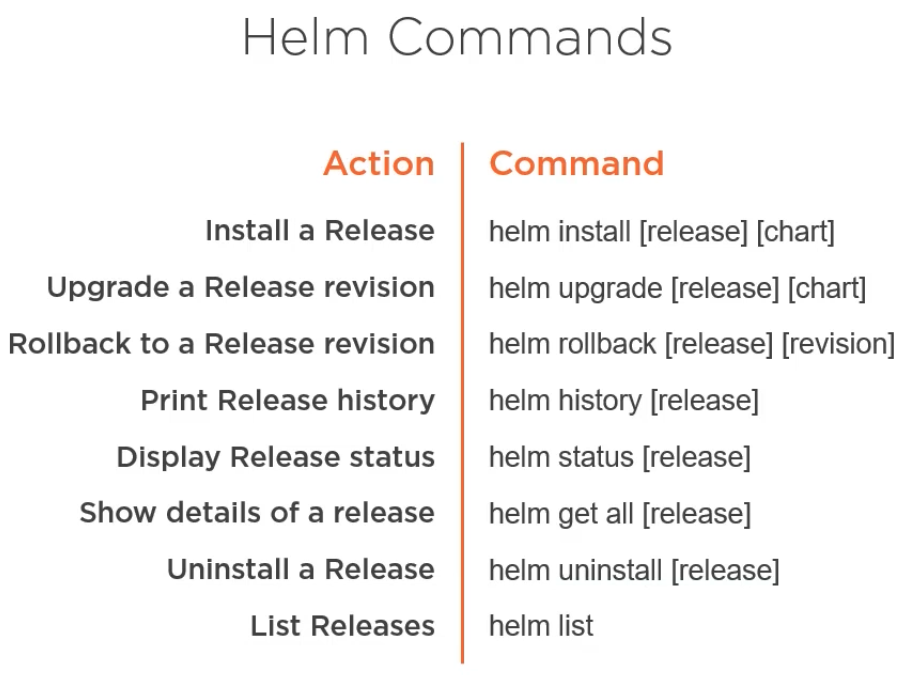 Helm Commands
Action Command
Install a Release helm install [release] [chart]
Upgrade a Release revision helm upgrade [release] [chart]
Rollback to a Release revision helm rollback [release] [revision]
Print Release history helm history [release]
Display Release status helm status [release]
Show details of a release helm get all [release]
Uninstall a Release helm uninstall [release]
List Releases helm list